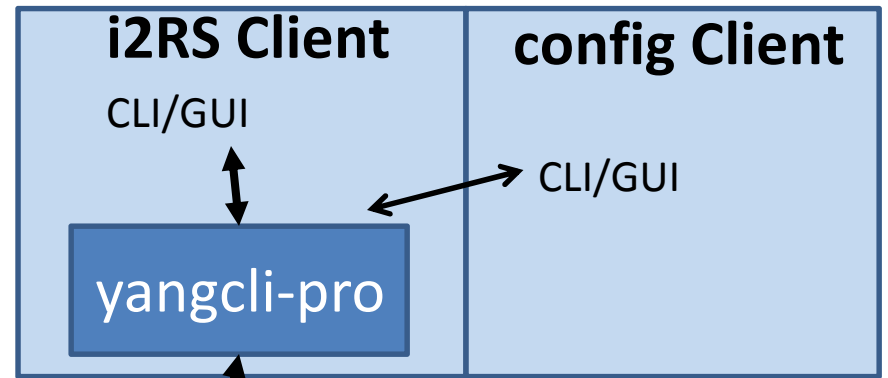 i2RS Client
config Client
CLI/GUI
CLI/GUI
yangcli-pro